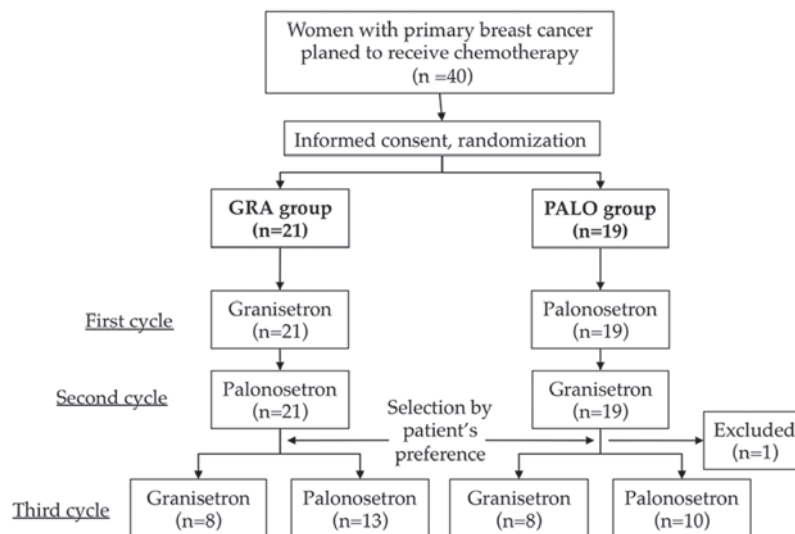 Women with primary breast cancer
planed to receive chemotherapy
(n =40)
Informed consent, randomization
GRA group
(n=21)
PALO group
(n=19)
First cycle
Granisetron
(n=21)
Palonosetron
(n=19)
Second cycle
Palonosetron
(n=21)
Selection by
patient's
preference
Granisetron
(n=19)
Excluded
(n=1)
Third cycle
Granisetron
(n=8)
Palonosetron
(n=13)
Granisetron
(n=8)
Palonosetron
(n=10)